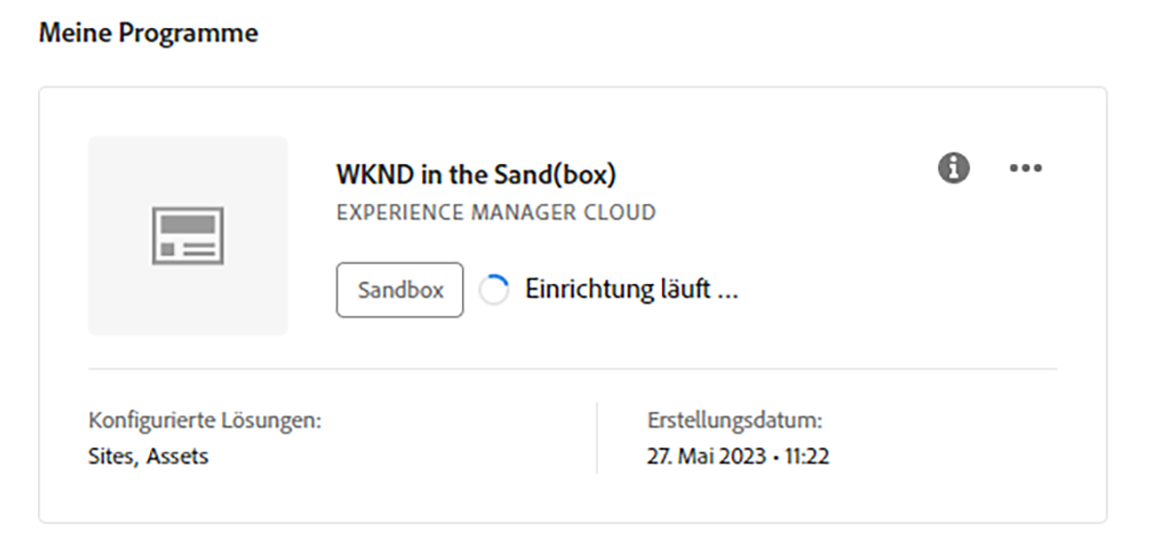 Meine Programme
WKND in the Sand(box)
EXPERIENCE MANAGER CLOUD
Sandbox Einrichtung läuft ...
Konfigurierte Lösungen:
Sites, Assets
Erstellungsdatum:
27. Mai 2023 • 11:22